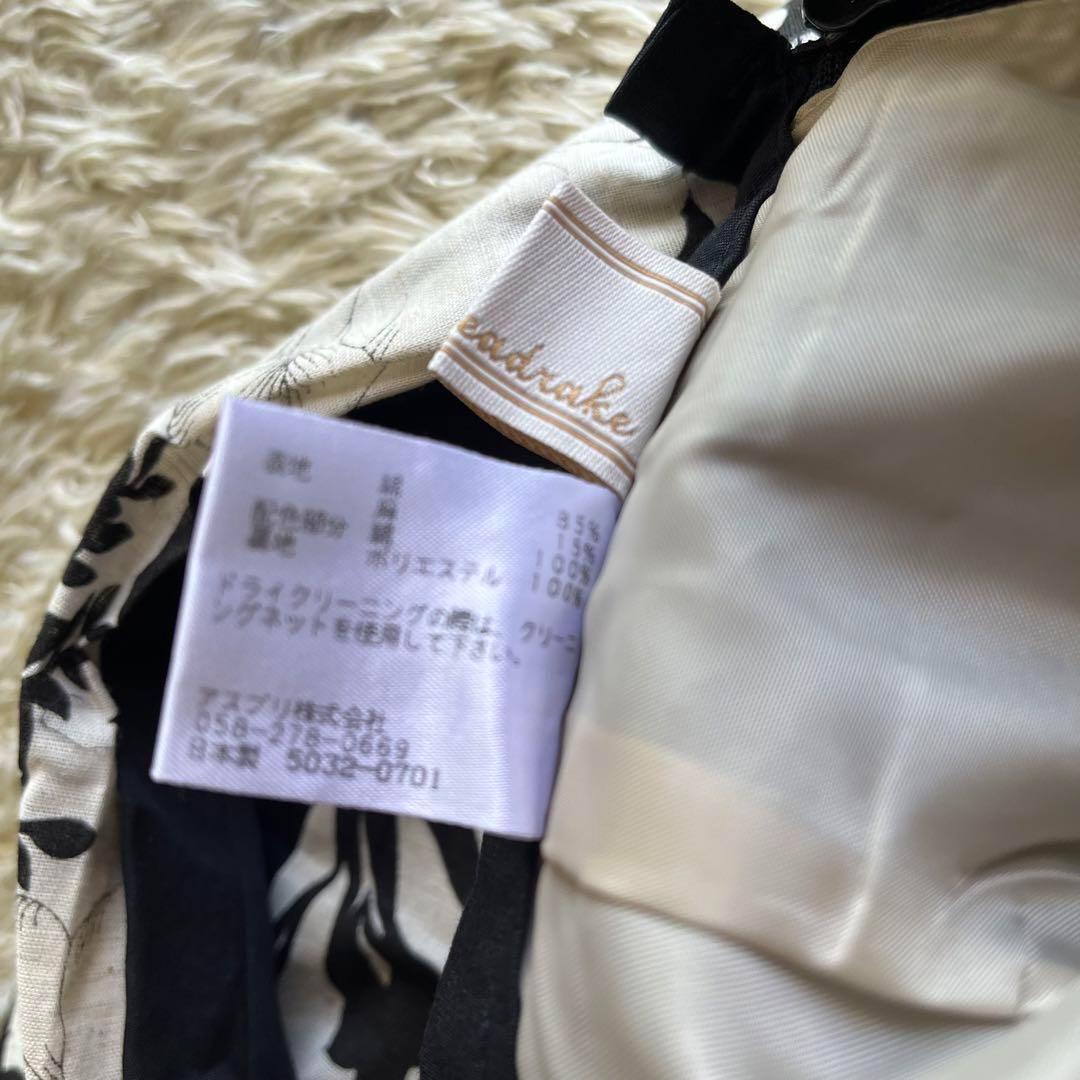 eadrake
表地 綿 85%
麻 15%
配色部分 綿 100%
裏地 ポリエステル 100%
ドライクリーニングの際は、クリーニ
ングネットを使用して下さい。
アスプリ株式会社
058-278-0669
日本製 5032-0701